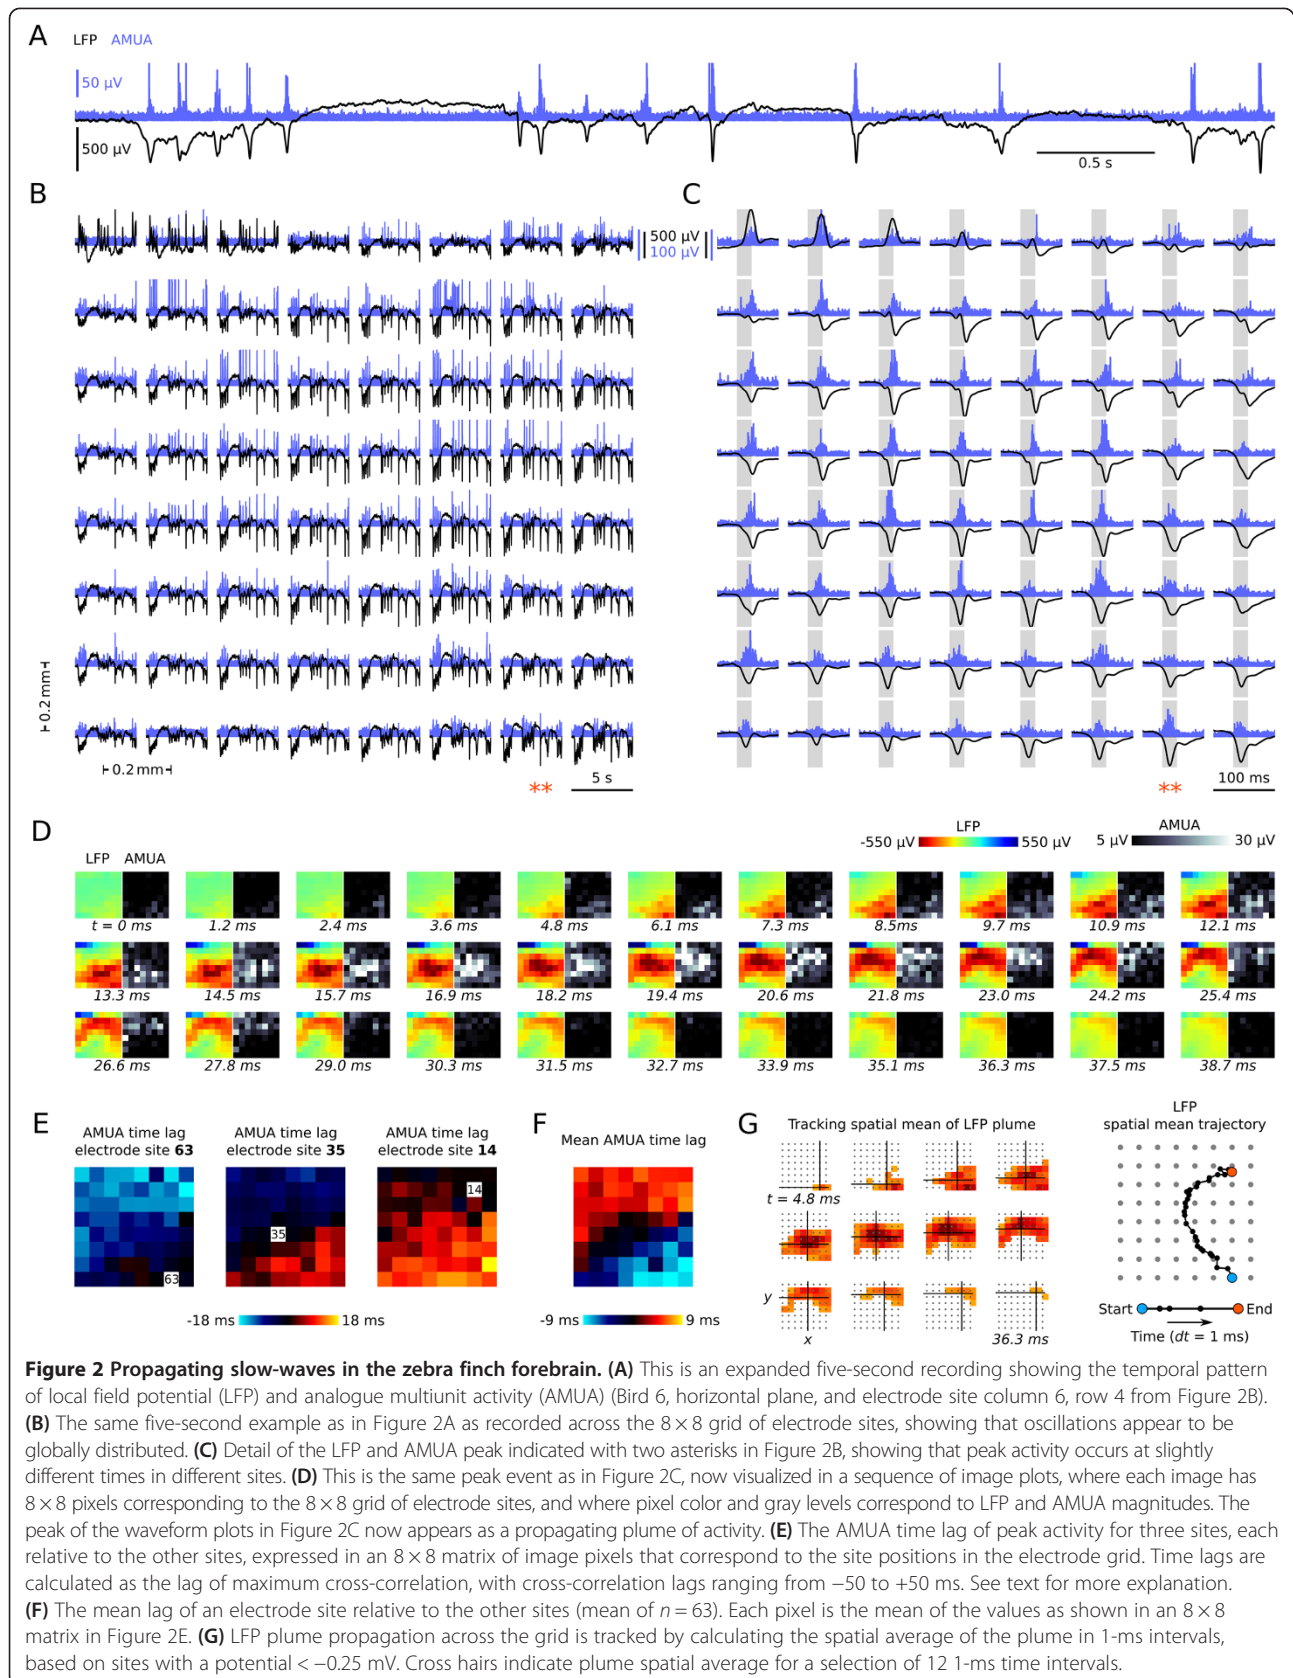 A
LFP AMUA
50 µV
500 µV
0.5 s
B
C
500 µV
100 µV
0.2 mm
0.2 mm
**
5 s
**
100 ms
D
LFP
-550 µV 550 µV
AMUA
5 µV 30 µV
LFP AMUA
t = 0 ms 1.2 ms 2.4 ms 3.6 ms 4.8 ms 6.1 ms 7.3 ms 8.5ms 9.7 ms 10.9 ms 12.1 ms
13.3 ms 14.5 ms 15.7 ms 16.9 ms 18.2 ms 19.4 ms 20.6 ms 21.8 ms 23.0 ms 24.2 ms 25.4 ms
26.6 ms 27.8 ms 29.0 ms 30.3 ms 31.5 ms 32.7 ms 33.9 ms 35.1 ms 36.3 ms 37.5 ms 38.7 ms
E
AMUA time lag
electrode site 63
AMUA time lag
electrode site 35
AMUA time lag
electrode site 14
63
35
14
-18 ms 18 ms
F
Mean AMUA time lag
-9 ms 9 ms
G
Tracking spatial mean of LFP plume
t = 4.8 ms
y
x
36.3 ms
LFP
spatial mean trajectory
Start End
Time (dt = 1 ms)
Figure 2 Propagating slow-waves in the zebra finch forebrain. (A) This is an expanded five-second recording showing the temporal pattern
of local field potential (LFP) and analogue multiunit activity (AMUA) (Bird 6, horizontal plane, and electrode site column 6, row 4 from Figure 2B).
(B) The same five-second example as in Figure 2A as recorded across the 8 × 8 grid of electrode sites, showing that oscillations appear to be
globally distributed. (C) Detail of the LFP and AMUA peak indicated with two asterisks in Figure 2B, showing that peak activity occurs at slightly
different times in different sites. (D) This is the same peak event as in Figure 2C, now visualized in a sequence of image plots, where each image has
8 × 8 pixels corresponding to the 8 × 8 grid of electrode sites, and where pixel color and gray levels correspond to LFP and AMUA magnitudes. The
peak of the waveform plots in Figure 2C now appears as a propagating plume of activity. (E) The AMUA time lag of peak activity for three sites, each
relative to the other sites, expressed in an 8 × 8 matrix of image pixels that correspond to the site positions in the electrode grid. Time lags are
calculated as the lag of maximum cross-correlation, with cross-correlation lags ranging from −50 to +50 ms. See text for more explanation.
(F) The mean lag of an electrode site relative to the other sites (mean of n = 63). Each pixel is the mean of the values as shown in an 8 × 8
matrix in Figure 2E. (G) LFP plume propagation across the grid is tracked by calculating the spatial average of the plume in 1-ms intervals,
based on sites with a potential < −0.25 mV. Cross hairs indicate plume spatial average for a selection of 12 1-ms time intervals.